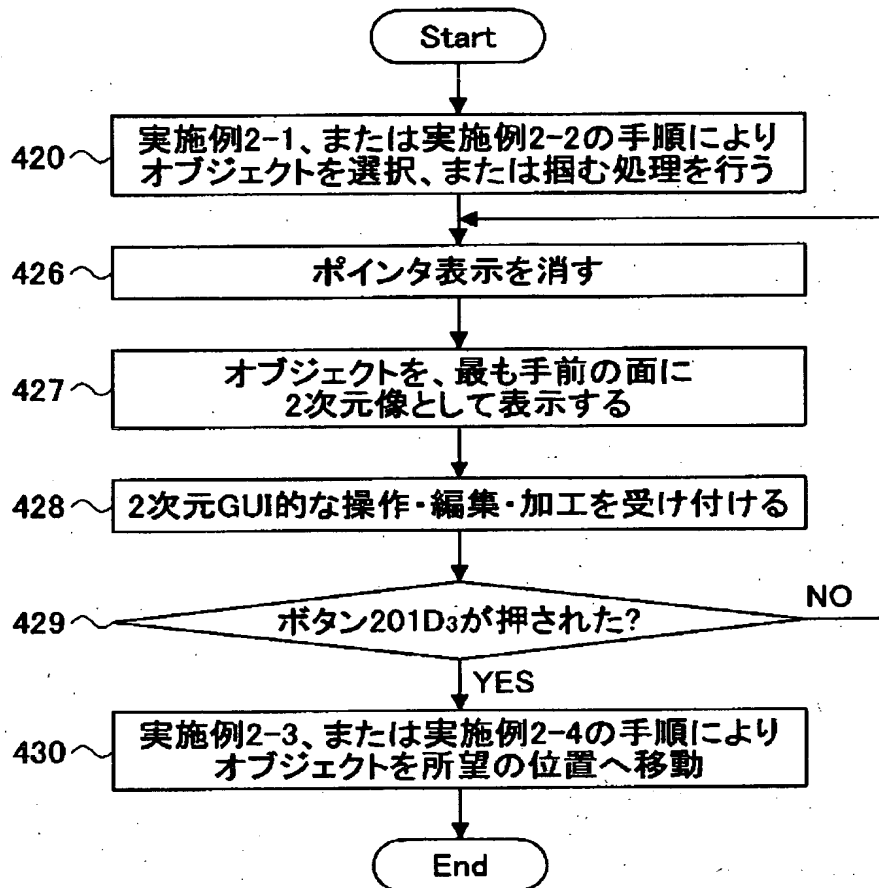 Start
420
実施例2-1、または実施例2-2の手順により
オブジェクトを選択、または掴む処理を行う
426
ポインタ表示を消す
427
オブジェクトを、最も手前の面に
2次元像として表示する
428
2次元GUI的な操作・編集・加工を受け付ける
429
ボタン201D₃が押された?
NO
YES
430
実施例2-3、または実施例2-4の手順により
オブジェクトを所望の位置へ移動
End